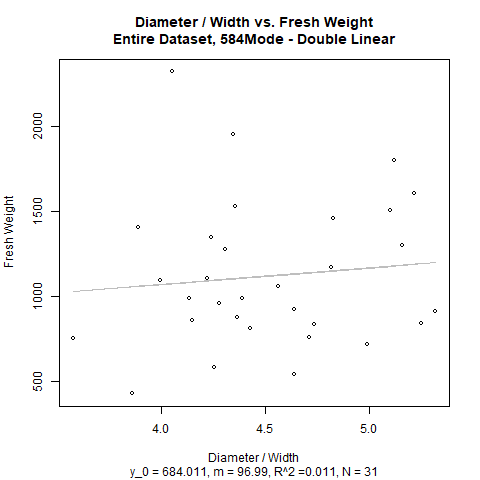 Diameter / Width vs. Fresh Weight
Entire Dataset, 584Mode - Double Linear
2000
1500
1000
500
Fresh Weight
4.0 4.5 5.0
Diameter / Width
y_0 = 684.011, m = 96.99, R^2 =0.011, N = 31